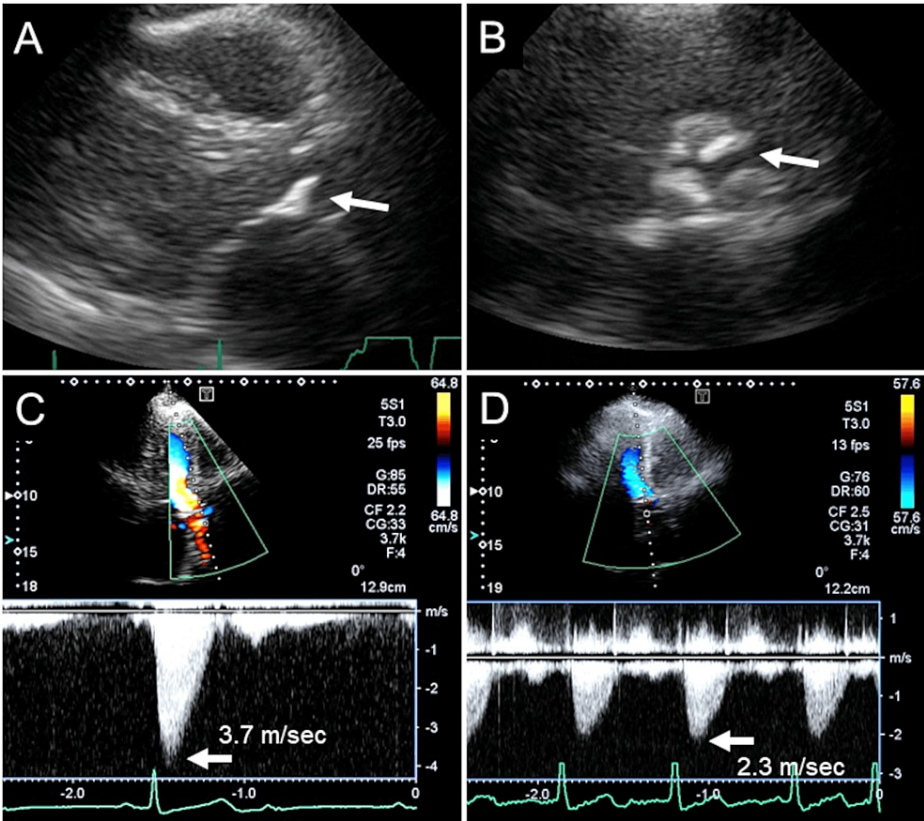 A
B
C
64.8
5S1
T3.0
25 fps
G:85
DR:55
CF 2.2
CG:33
3.7k
F:4
64.8
cm/s
10
15
18
0°
12.9cm
m/s
-1
-2
-3
-4
3.7 m/sec
-2.0
-1.0
0
D
57.6
5S1
T3.0
13 fps
G:76
DR:60
CF 2.5
CG:31
3.7k
F:4
57.6
cm/s
10
15
19
0°
12.2cm
1
m/s
-1
-2
-3
2.3 m/sec
-2.0
-1.0
0